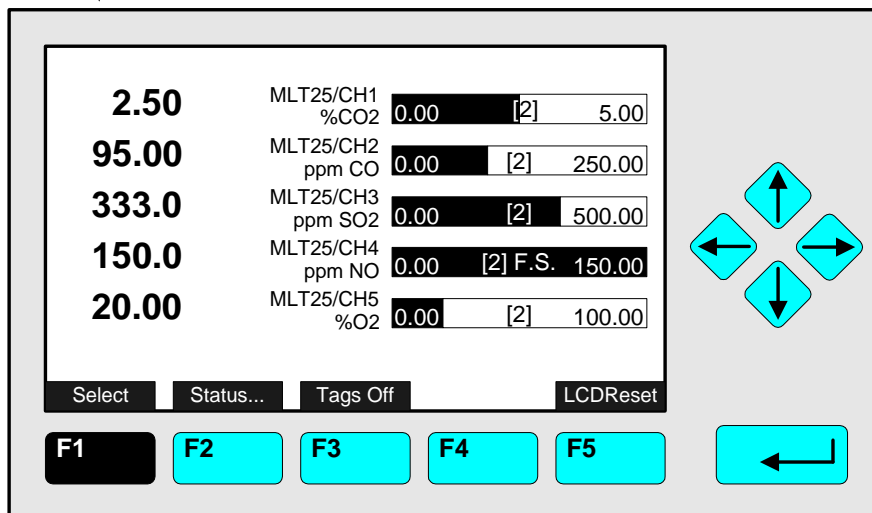 2.50 MLT25/CH1
%CO2 0.00 [2] 5.00
95.00 MLT25/CH2
ppm CO 0.00 [2] 250.00
333.0 MLT25/CH3
ppm SO2 0.00 [2] 500.00
150.0 MLT25/CH4
ppm NO 0.00 [2] F.S. 150.00
20.00 MLT25/CH5
%O2 0.00 [2] 100.00
Select Status... Tags Off LCDReset
F1 F2 F3 F4 F5